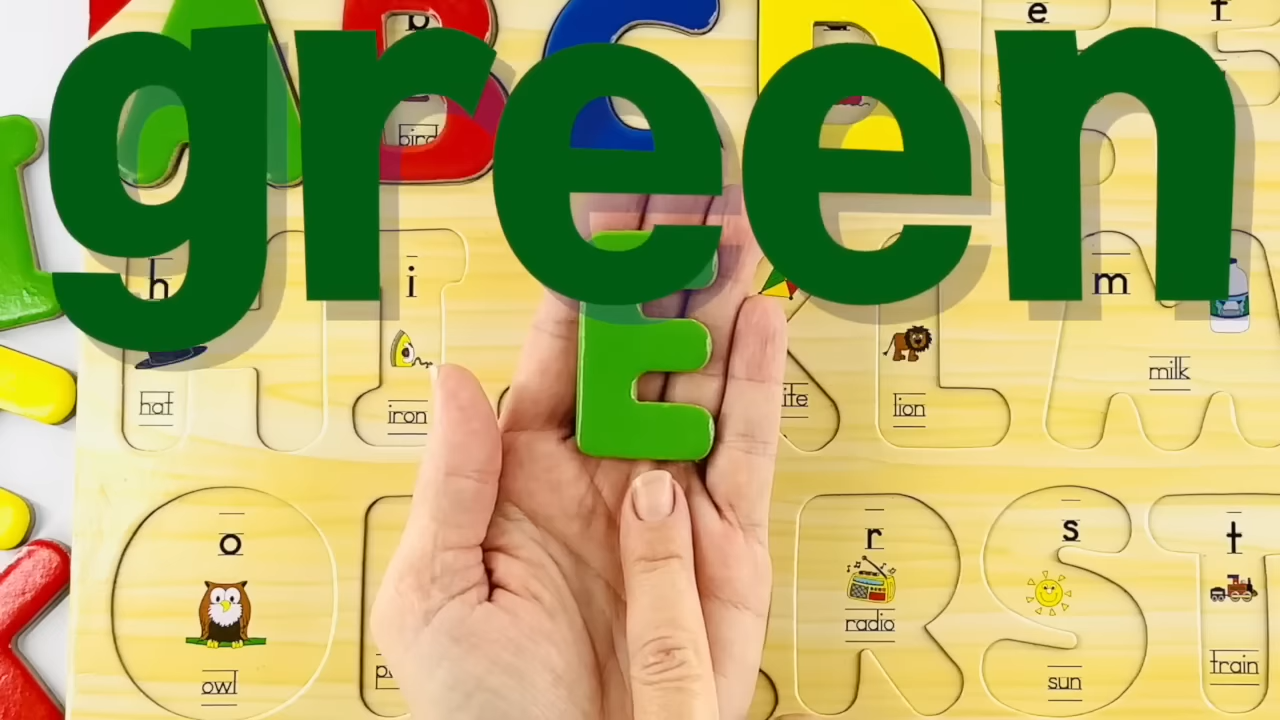 green
b
e
f
bird
A B C D
E
h
i
m
hat
iron
lion
milk
o
r
s
t
owl
radio
sun
train